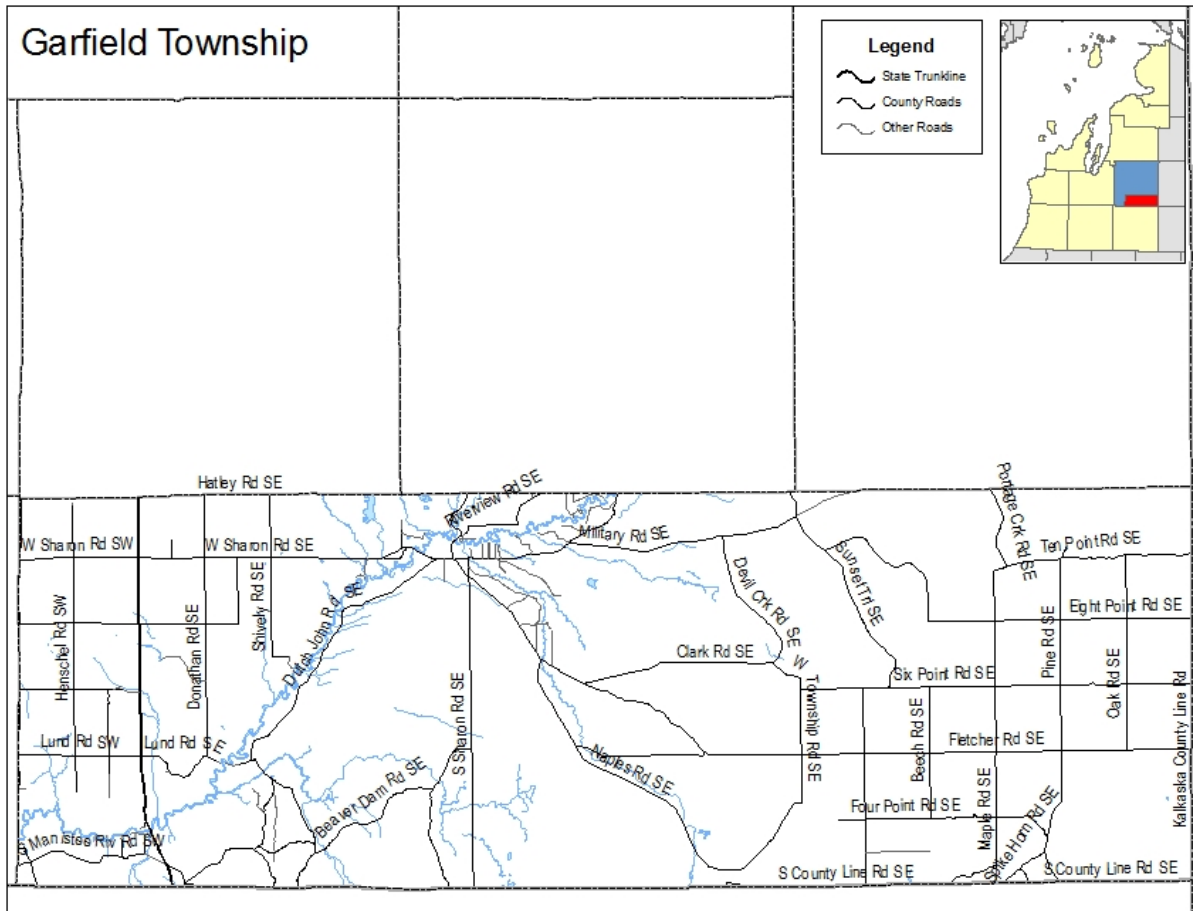 Garfield Township
Legend
State Trunkline
County Roads
Other Roads
Hatley Rd SE
Riverview Rd SE
Portage Crk Rd SE
W Sharon Rd SW
W Sharon Rd SE
Military Rd SE
Ten Point Rd SE
Sunset Trl SE
Devil Crk Rd SE
Shively Rd SE
Dutch John Rd SE
Eight Point Rd SE
Henschel Rd SW
Donathan Rd SE
Clark Rd SE
W Township Rd SE
Six Point Rd SE
Pine Rd SE
Oak Rd SE
S Sharon Rd SE
Kalkaska County Line Rd
Lund Rd SW
Lund Rd SE
Beech Rd SE
Fletcher Rd SE
Naples Rd SE
Beaver Dam Rd SE
Four Point Rd SE
Maple Rd SE
Spike Horn Rd SE
S Manistee Riv Rd SW
S County Line Rd SE
S County Line Rd SE